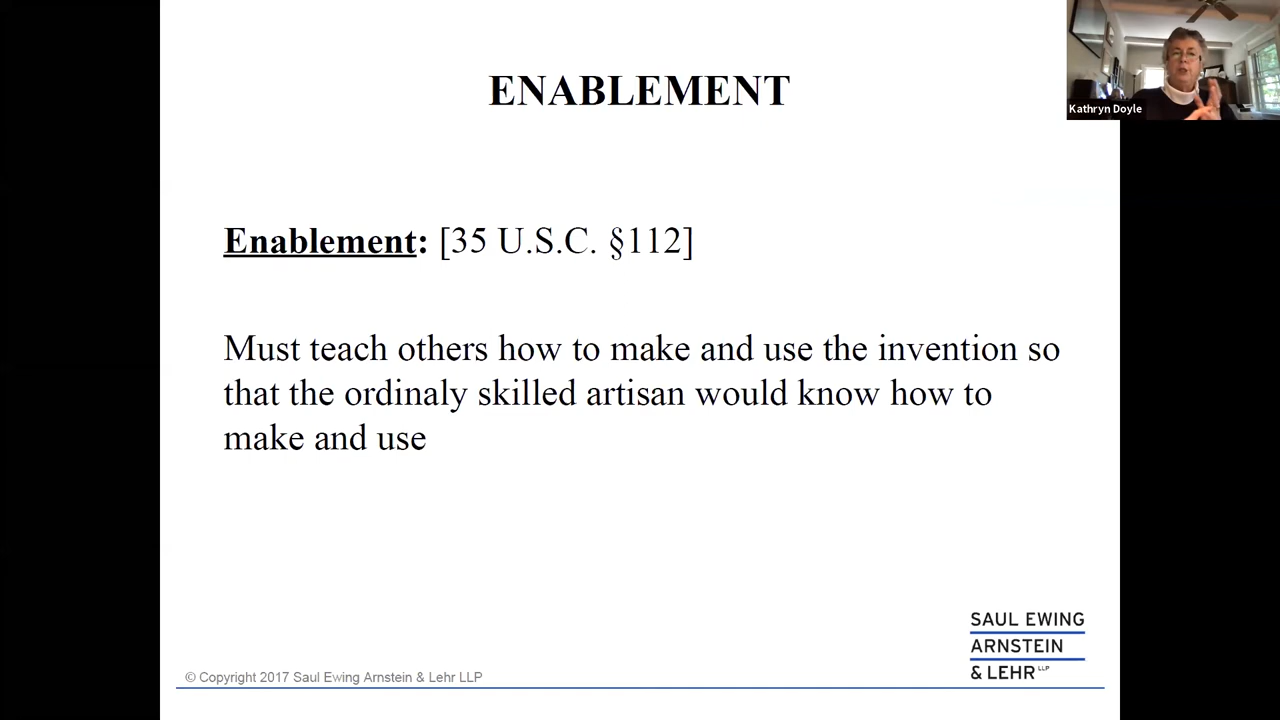 ENABLEMENT
Kathryn Doyle
Enablement: [35 U.S.C. §112]
Must teach others how to make and use the invention so
that the ordinaly skilled artisan would know how to
make and use
SAUL EWING
ARNSTEIN
& LEHR LLP
© Copyright 2017 Saul Ewing Arnstein & Lehr LLP